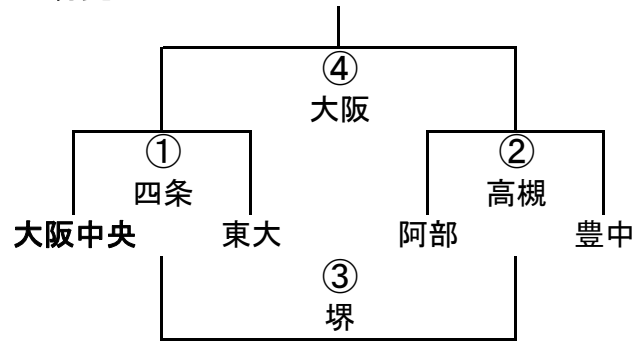 ④
大阪
① ②
四条 高槻
大阪中央 東大 阿部 豊中
③
堺